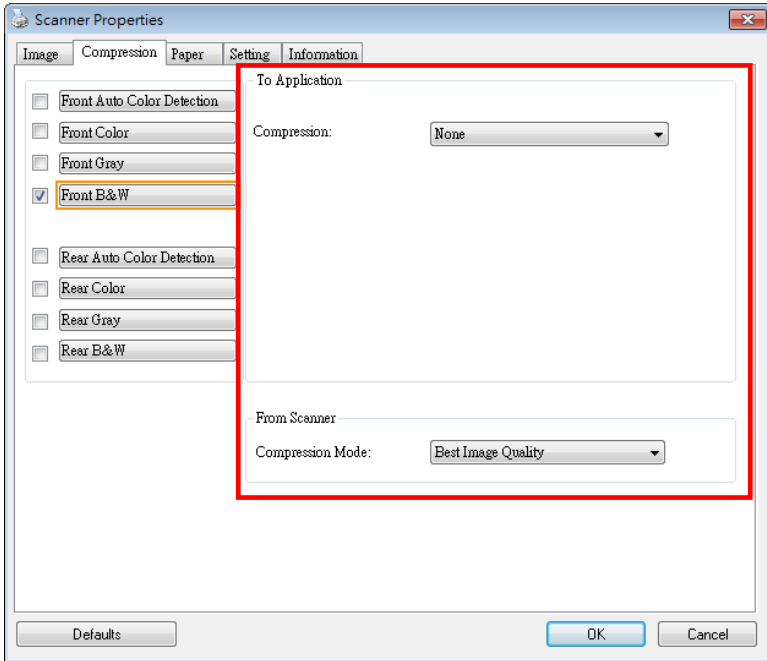 Scanner Properties
Image Compression Paper Setting Information
To Application
Front Auto Color Detection
Front Color
Compression: None
Front Gray
Front B&W
Rear Auto Color Detection
Rear Color
Rear Gray
Rear B&W
From Scanner
Compression Mode: Best Image Quality
Defaults OK Cancel